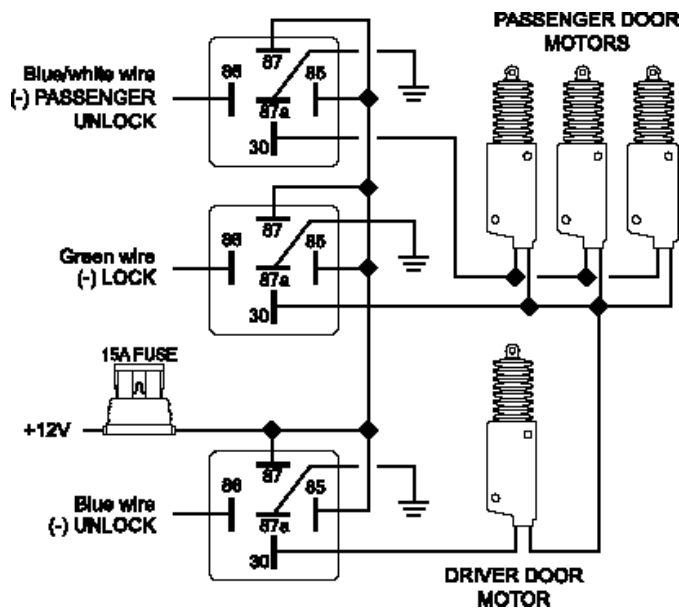 PASSENGER DOOR
MOTORS
Blue/white wire
(-) PASSENGER
UNLOCK
87
86
85
87a
30
Green wire
(-) LOCK
87
86
85
87a
30
15A FUSE
+12V
Blue wire
(-) UNLOCK
87
86
85
87a
30
DRIVER DOOR
MOTOR